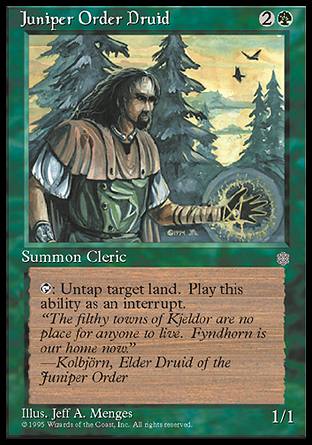 Juniper Order Druid 2
©1994 JM
Summon Cleric
: Untap target land. Play this
ability as an interrupt.
"The filthy towns of Kjeldor are no
place for anyone to live. Fyndhorn is
our home now."
—Kolbjörn, Elder Druid of the
Juniper Order
Illus. Jeff A. Menges 1/1
©1995 Wizards of the Coast, Inc. All rights reserved.